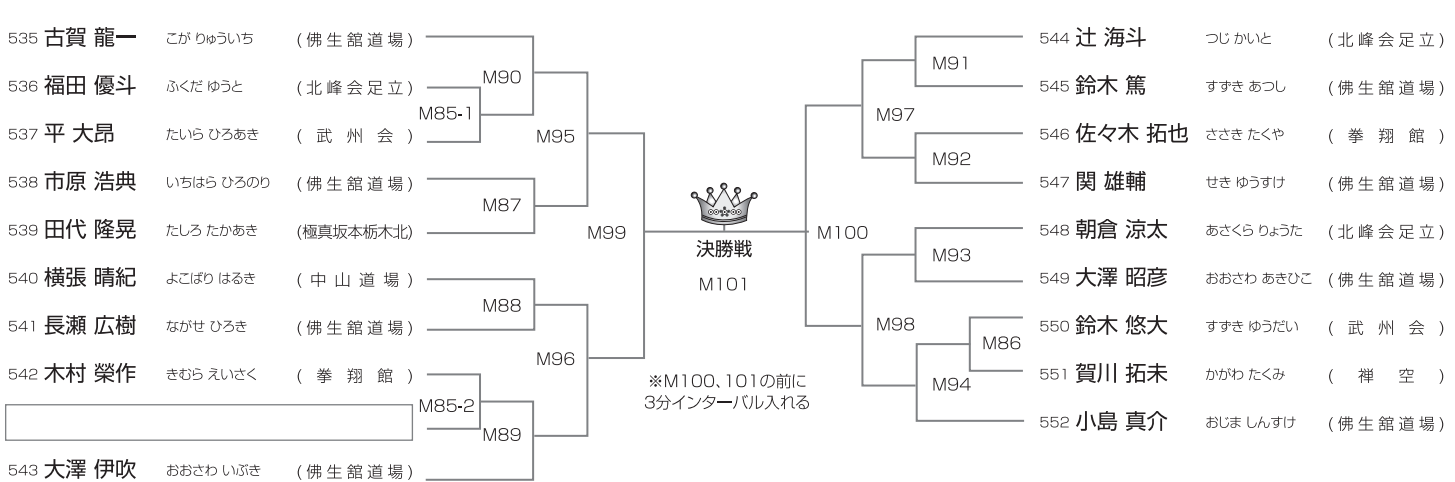 535 古賀 龍一 こが りゅういち (佛生舘道場)
536 福田 優斗 ふくだ ゆうと (北峰会足立)
537 平 大昂 たいら ひろあき (武州会)
538 市原 浩典 いちはら ひろのり (佛生舘道場)
539 田代 隆晃 たしろ たかあき (極真坂本栃木北)
540 横張 晴紀 よこばり はるき (中山道場)
541 長瀬 広樹 ながせ ひろき (佛生舘道場)
542 木村 榮作 きむら えいさく (拳翔館)
543 大澤 伊吹 おおさわ いぶき (佛生舘道場)
M90
M85-1
M95
M87
M99
M88
M96
M85-2
M89
決勝戦
M101
※M100、101の前に
3分インターバル入れる
M91
M97
M92
M100
M93
M98
M86
M94
544 辻 海斗 つじ かいと (北峰会足立)
545 鈴木 篤 すずき あつし (佛生舘道場)
546 佐々木 拓也 ささき たくや (拳翔館)
547 関 雄輔 せき ゆうすけ (佛生舘道場)
548 朝倉 涼太 あさくら りょうた (北峰会足立)
549 大澤 昭彦 おおさわ あきひこ (佛生舘道場)
550 鈴木 悠大 すずき ゆうだい (武州会)
551 賀川 拓未 かがわ たくみ (禅空)
552 小島 真介 おじま しんすけ (佛生舘道場)